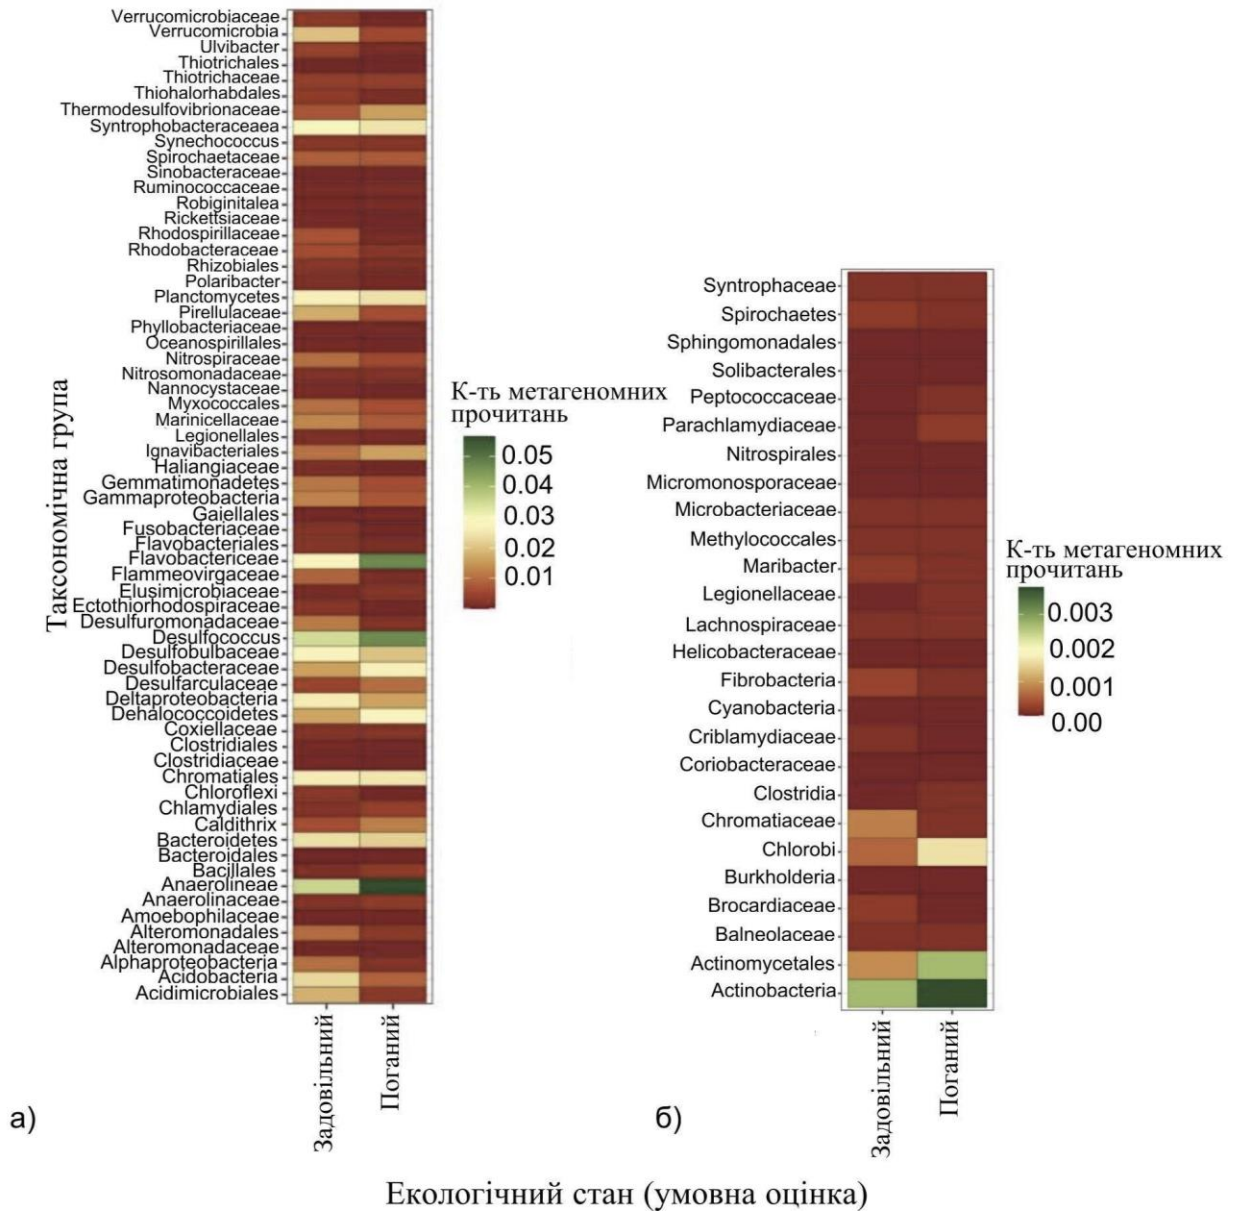 Verrucomicrobiaceae
Verrucomicrobia
Ulvibacter
Thiotrichales
Thiotrichaceae
Thiohalorhabdales
Thermodesulfovibrionaceae
Syntrophobacteraceaea
Synechococcus
Spirochaetaceae
Sinobacteraceae
Ruminococcaceae
Robiginitalea
Rickettsiaceae
Rhodospirillaceae
Rhodobacteraceae
Rhizobiales
Polaribacter
Planctomycetes
Pirellulaceae
Phyllobacteriaceae
Oceanospirillales
Nitrospiraceae
Nitrosomonadaceae
Nannocystaceae
Myxococcales
Marinicellaceae
Legionellales
Ignavibacteriales
Haliangiaceae
Gemmatimonadetes
Gammaproteobacteria
Gaiellales
Fusobacteriaceae
Flavobacteriales
Flavobactericeae
Flammeovirgaceae
Elusimicrobiaceae
Ectothiorhodospiraceae
Desulfuromonadaceae
Desulfococcus
Desulfobulbaceae
Desulfobacteraceae
Desulfarculaceae
Deltaproteobacteria
Dehalococcoidetes
Coxiellaceae
Clostridiales
Clostridiaceae
Chromatiales
Chloroflexi
Chlamydiales
Caldithrix
Bacteroidetes
Bacteroidales
Bacillales
Anaerolineae
Anaerolinaceae
Amoebophilaceae
Alteromonadales
Alteromonadaceae
Alphaproteobacteria
Acidobacteria
Acidimicrobiales
Таксономічна група
К-ть метагеномних
прочитань
0.05
0.04
0.03
0.02
0.01
Задовільний
Поганий
а)
Syntrophaceae
Spirochaetes
Sphingomonadales
Solibacterales
Peptococcaceae
Parachlamydiaceae
Nitrospirales
Micromonosporaceae
Microbacteriaceae
Methylococcales
Maribacter
Legionellaceae
Lachnospiraceae
Helicobacteraceae
Fibrobacteria
Cyanobacteria
Criblamydiaceae
Coriobacteraceae
Clostridia
Chromatiaceae
Chlorobi
Burkholderia
Brocardiaceae
Balneolaceae
Actinomycetales
Actinobacteria
К-ть метагеномних
прочитань
0.003
0.002
0.001
0.00
Задовільний
Поганий
б)
Екологічний стан (умовна оцінка)